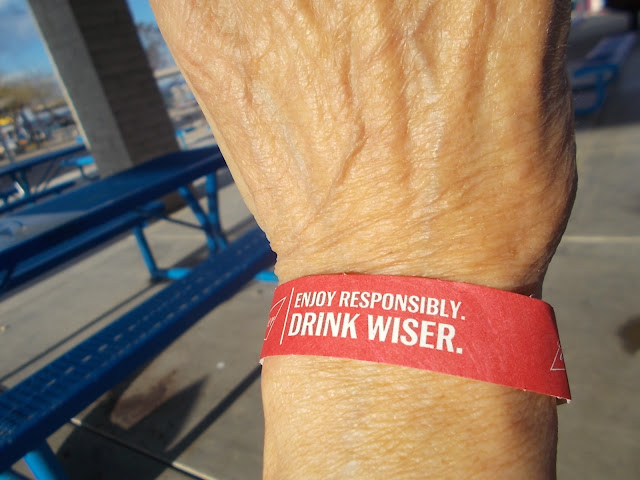 ENJOY RESPONSIBLY.
DRINK WISER.